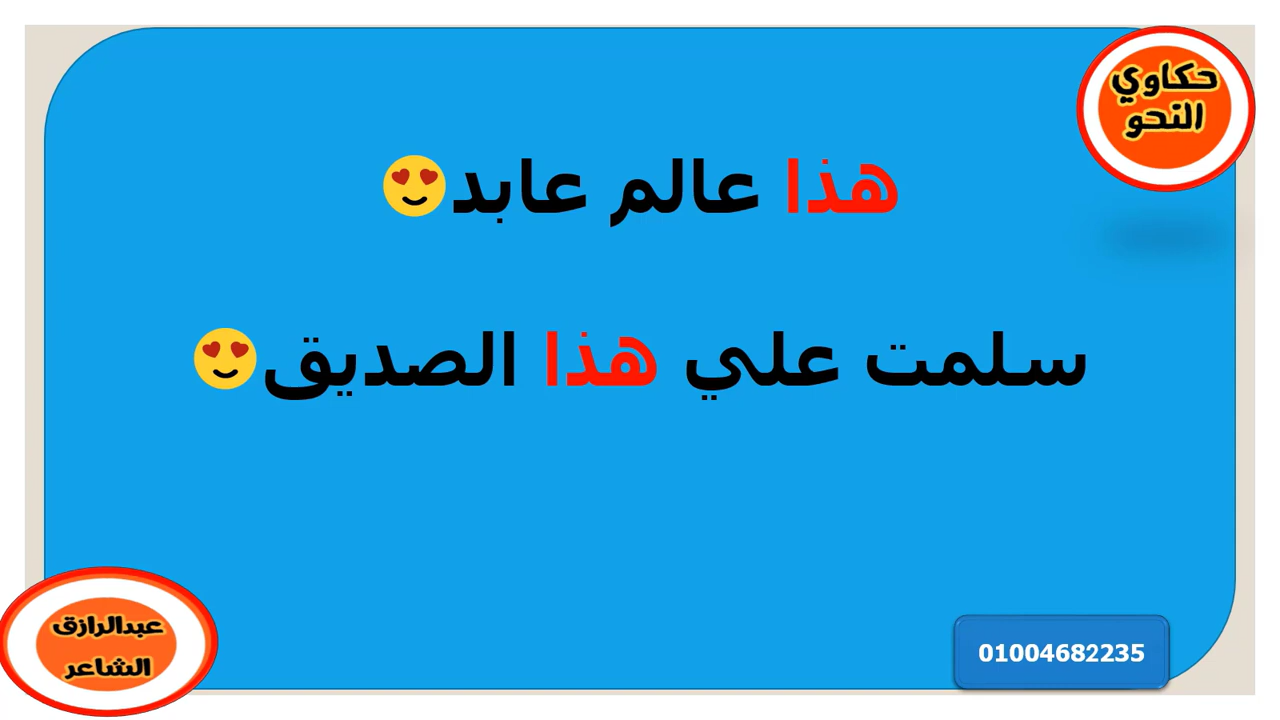 حكاوي
النحو
هذا عالم عابد😍
سلمت علي هذا الصديق😍
عبدالرازق
الشاعر
01004682235